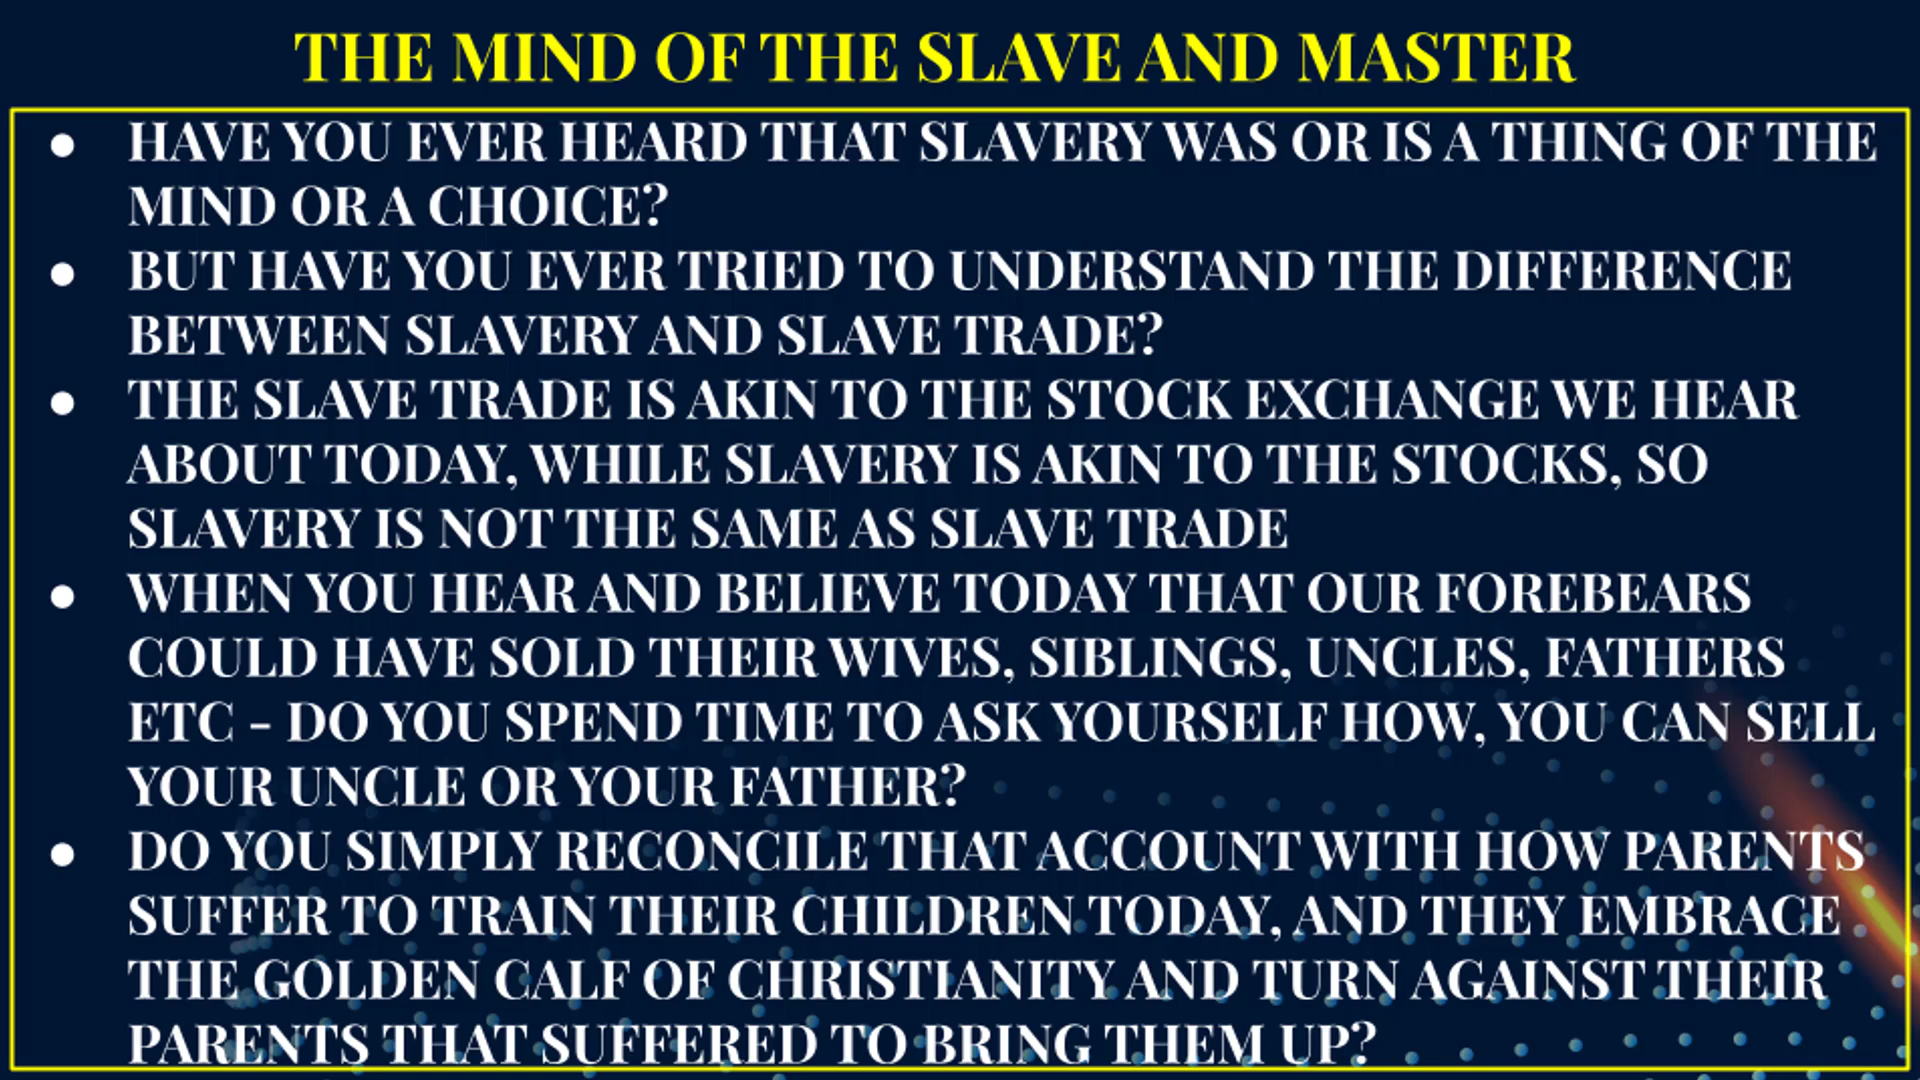 THE MIND OF THE SLAVE AND MASTER
● HAVE YOU EVER HEARD THAT SLAVERY WAS OR IS A THING OF THE
MIND OR A CHOICE?
● BUT HAVE YOU EVER TRIED TO UNDERSTAND THE DIFFERENCE
BETWEEN SLAVERY AND SLAVE TRADE?
● THE SLAVE TRADE IS AKIN TO THE STOCK EXCHANGE WE HEAR
ABOUT TODAY, WHILE SLAVERY IS AKIN TO THE STOCKS, SO
SLAVERY IS NOT THE SAME AS SLAVE TRADE
● WHEN YOU HEAR AND BELIEVE TODAY THAT OUR FOREBEARS
COULD HAVE SOLD THEIR WIVES, SIBLINGS, UNCLES, FATHERS
ETC - DO YOU SPEND TIME TO ASK YOURSELF HOW, YOU CAN SELL
YOUR UNCLE OR YOUR FATHER?
● DO YOU SIMPLY RECONCILE THAT ACCOUNT WITH HOW PARENTS
SUFFER TO TRAIN THEIR CHILDREN TODAY, AND THEY EMBRACE
THE GOLDEN CALF OF CHRISTIANITY AND TURN AGAINST THEIR
PARENTS THAT SUFFERED TO BRING THEM UP?